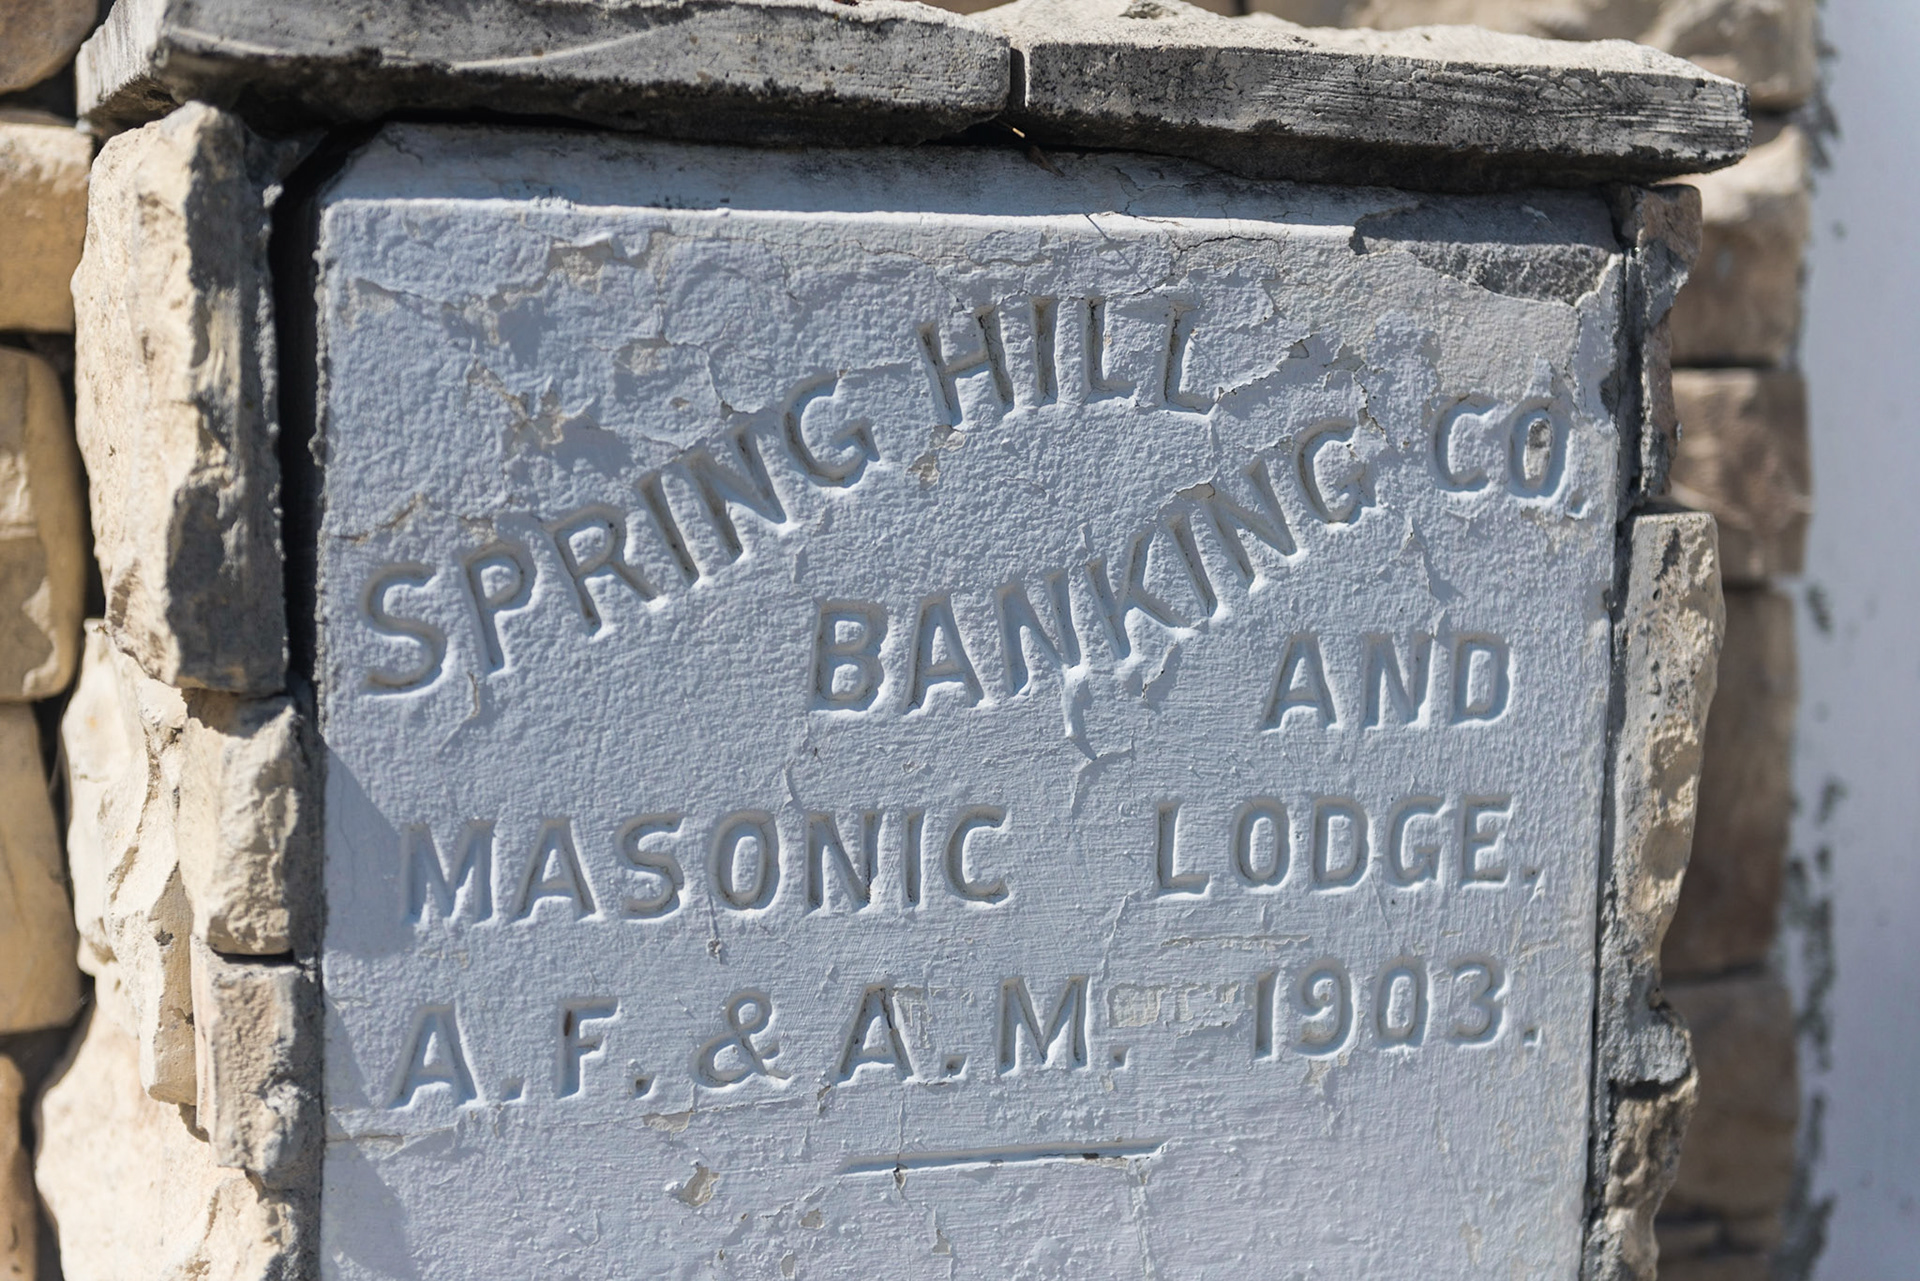 SPRING HILL
BANKING CO.
AND
MASONIC LODGE.
A.F. & A.M. 1903.